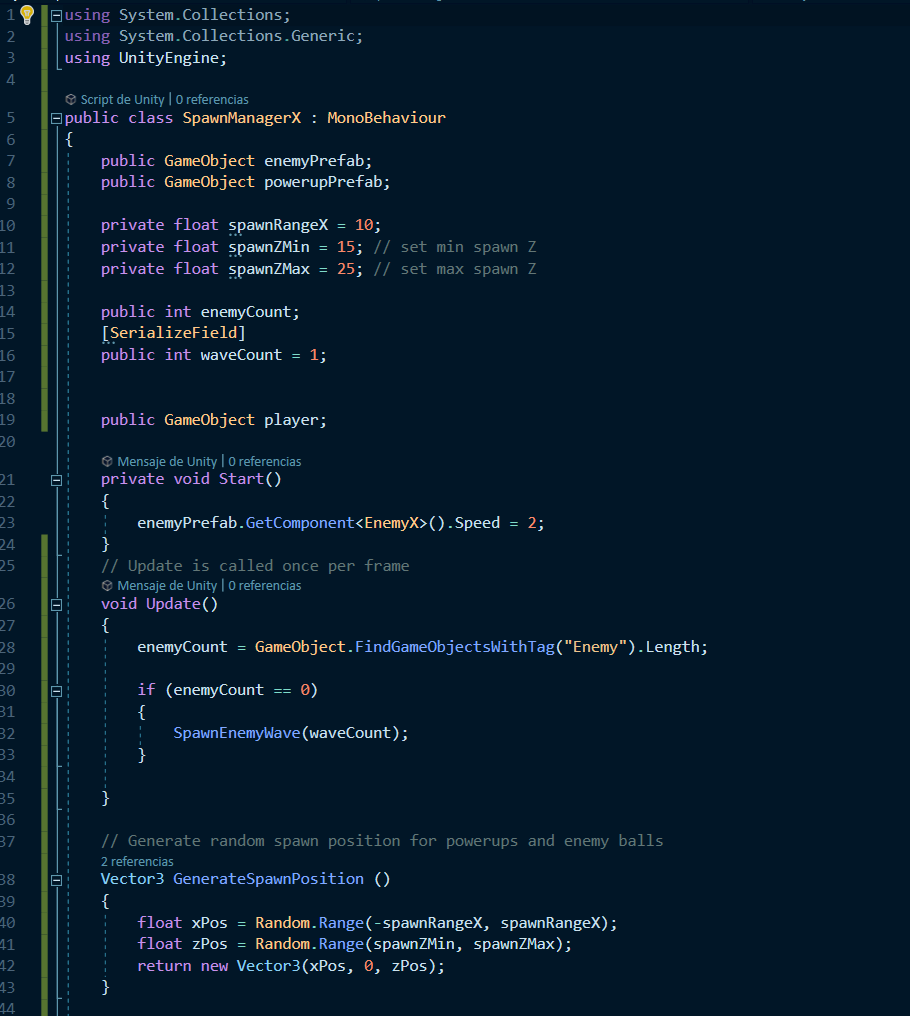 1 using System.Collections;
2 using System.Collections.Generic;
3 using UnityEngine;
4
Script de Unity | 0 referencias
5 public class SpawnManagerX : MonoBehaviour
6 {
7 public GameObject enemyPrefab;
8 public GameObject powerupPrefab;
9
10 private float spawnRangeX = 10;
11 private float spawnZMin = 15; // set min spawn Z
12 private float spawnZMax = 25; // set max spawn Z
13
14 public int enemyCount;
15 [SerializeField]
16 public int waveCount = 1;
17
18
19 public GameObject player;
20
Mensaje de Unity | 0 referencias
21 private void Start()
22 {
23 enemyPrefab.GetComponent<EnemyX>().Speed = 2;
24 }
25 // Update is called once per frame
Mensaje de Unity | 0 referencias
26 void Update()
27 {
28 enemyCount = GameObject.FindGameObjectsWithTag("Enemy").Length;
29
30 if (enemyCount == 0)
31 {
32 SpawnEnemyWave(waveCount);
33 }
34
35 }
36
37 // Generate random spawn position for powerups and enemy balls
2 referencias
38 Vector3 GenerateSpawnPosition ()
39 {
40 float xPos = Random.Range(-spawnRangeX, spawnRangeX);
41 float zPos = Random.Range(spawnZMin, spawnZMax);
42 return new Vector3(xPos, 0, zPos);
43 }
44